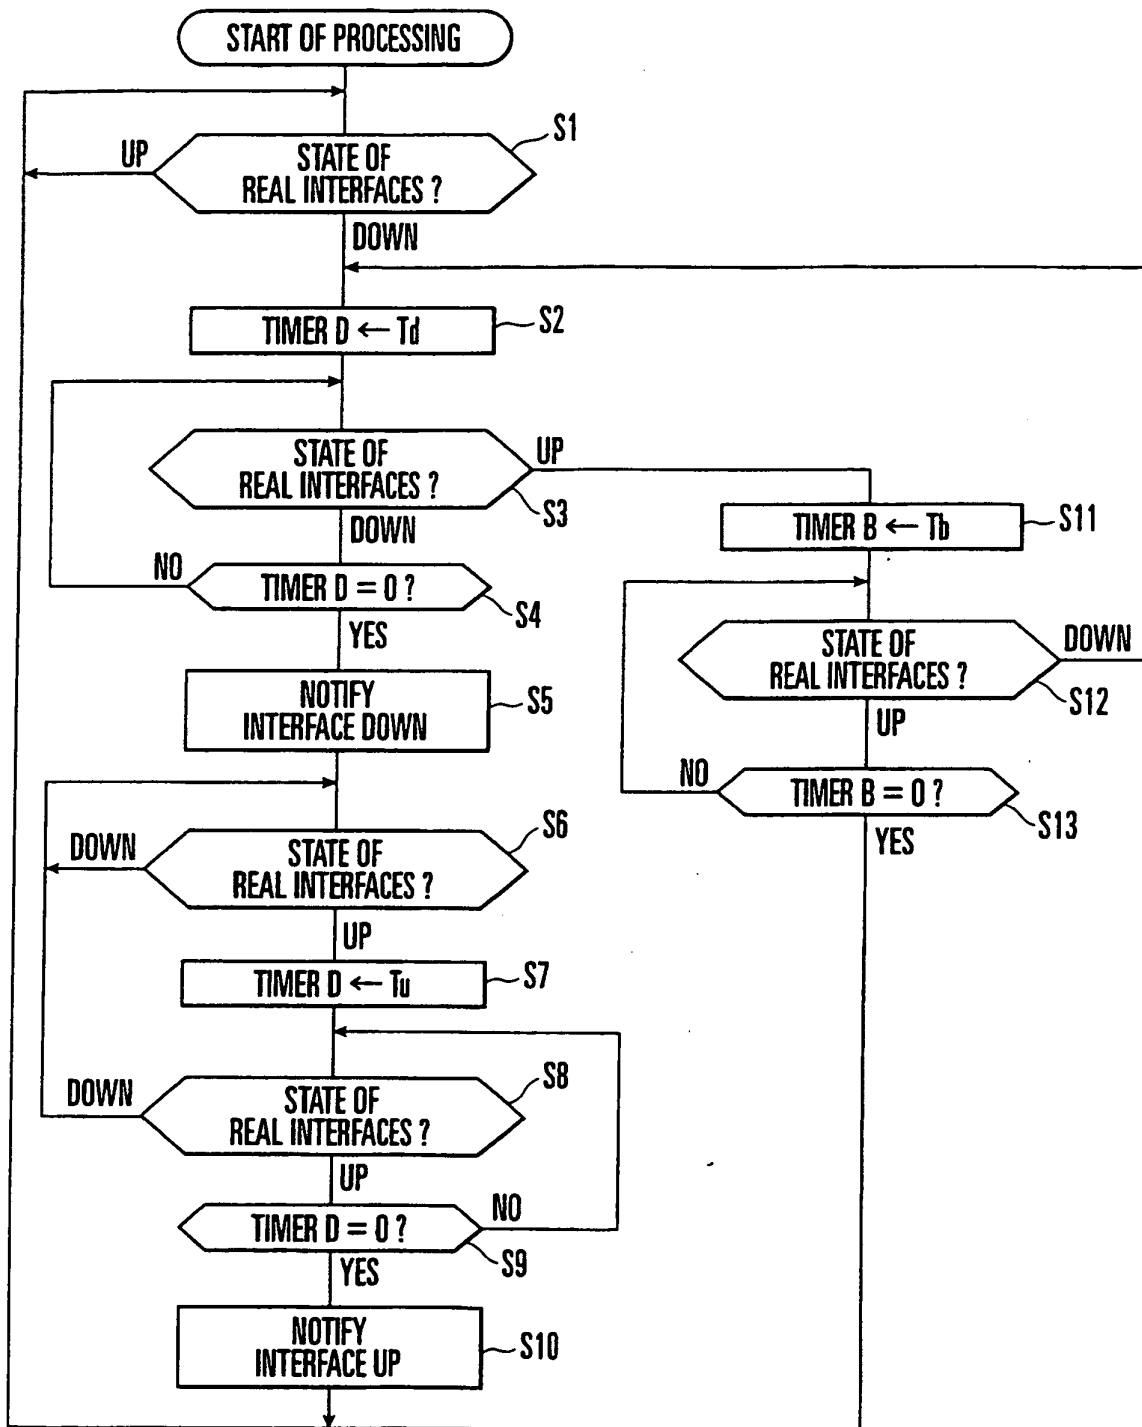 START OF PROCESSING
S1
UP
STATE OF
REAL INTERFACES ?
DOWN
TIMER D ← Td
S2
STATE OF
REAL INTERFACES ?
UP
S3
DOWN
NO
TIMER D = 0 ?
S4
YES
NOTIFY
INTERFACE DOWN
S5
S6
DOWN
STATE OF
REAL INTERFACES ?
UP
TIMER D ← Tu
S7
S8
DOWN
STATE OF
REAL INTERFACES ?
UP
TIMER D = 0 ?
NO
S9
YES
NOTIFY
INTERFACE UP
S10
TIMER B ← Tb
S11
STATE OF
REAL INTERFACES ?
DOWN
S12
UP
NO
TIMER B = 0 ?
S13
YES